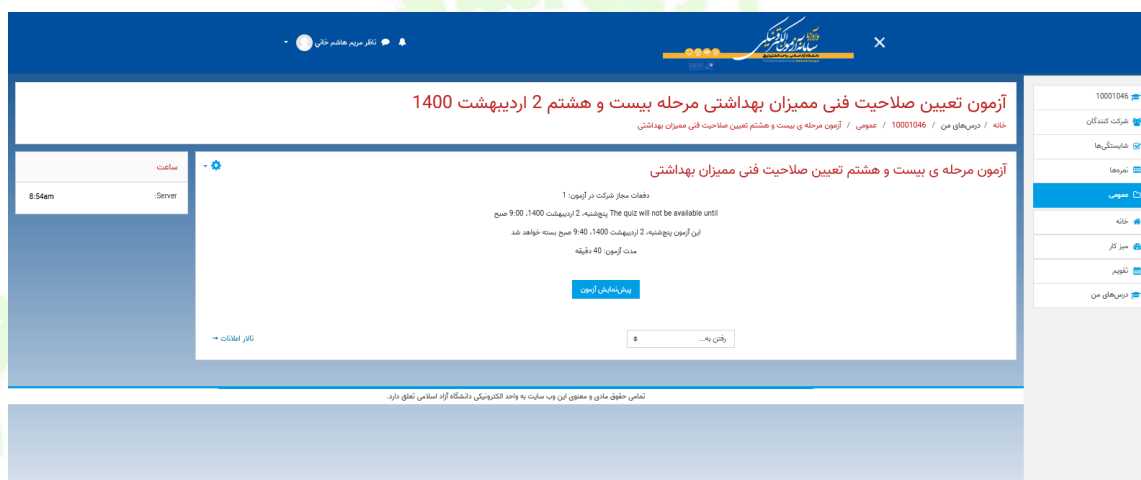 ناظر مریم هاشم خانی
سامانه آزمون الکترونیکی
آزمون تعیین صلاحیت فنی ممیزان بهداشتی مرحله بیست و هشتم 2 اردیبهشت 1400
خانه / درس‌های من / 10001046 / عمومی / آزمون مرحله ی بیست و هشتم تعیین صلاحیت فنی ممیزان بهداشتی
10001046
شرکت کنندگان
شایستگی‌ها
نمره‌ها
عمومی
خانه
میز کار
تقویم
درس‌های من
آزمون مرحله ی بیست و هشتم تعیین صلاحیت فنی ممیزان بهداشتی
دفعات مجاز شرکت در آزمون: 1
The quiz will not be available until پنج‌شنبه، 2 اردیبهشت 1400، 9:00 صبح
این آزمون پنج‌شنبه، 2 اردیبهشت 1400، 9:40 صبح بسته خواهد شد
مدت آزمون: 40 دقیقه
پیش‌نمایش آزمون
رفتن به...
تالار اعلانات
ساعت
Server:
8:54am
تمامی حقوق مادی و معنوی این وب سایت به واحد الکترونیکی دانشگاه آزاد اسلامی تعلق دارد.